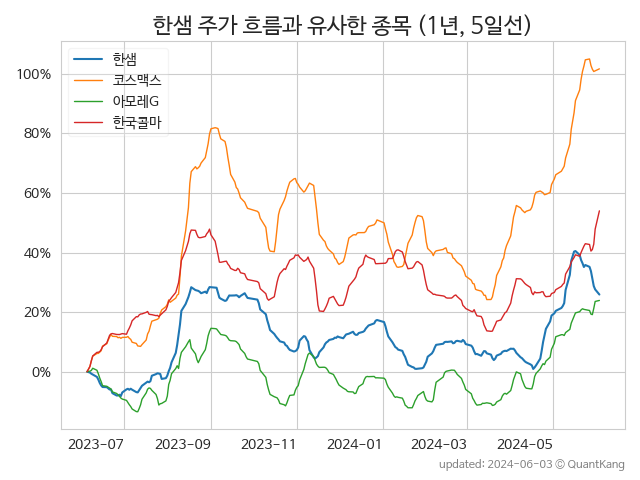 한샘 주가 흐름과 유사한 종목 (1년, 5일선)
한샘
코스맥스
아모레G
한국콜마
100%
80%
60%
40%
20%
0%
2023-07 2023-09 2023-11 2024-01 2024-03 2024-05
updated: 2024-06-03 © QuantKang